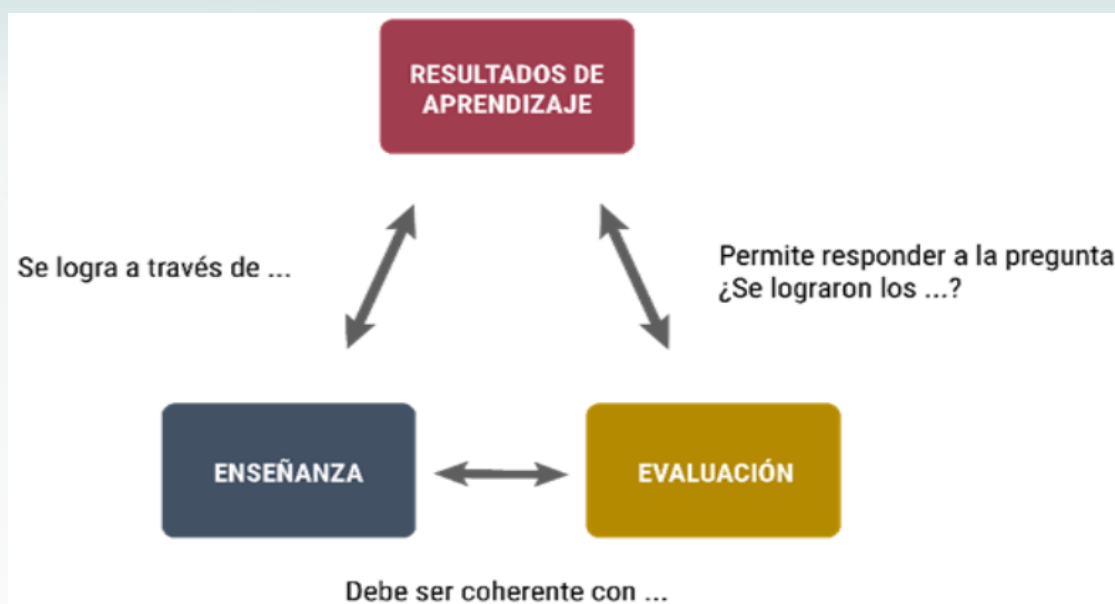 RESULTADOS DE
APRENDIZAJE
Se logra a través de ...
Permite responder a la pregunta
¿Se lograron los ...?
ENSEÑANZA
EVALUACIÓN
Debe ser coherente con ...